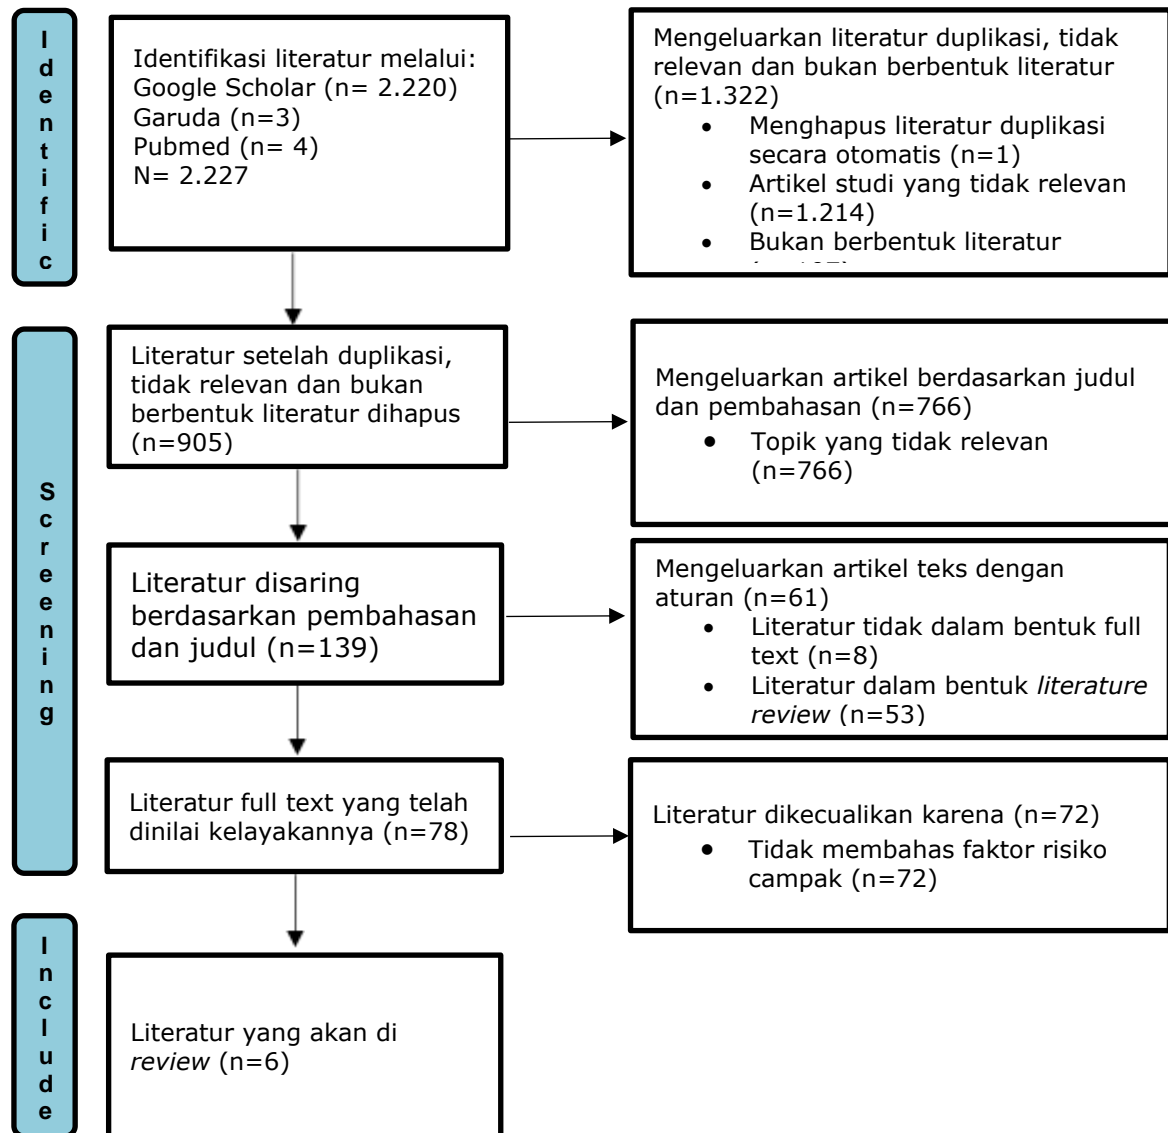 Identific
Identifikasi literatur melalui:
Google Scholar (n= 2.220)
Garuda (n=3)
Pubmed (n= 4)
N= 2.227
Mengeluarkan literatur duplikasi, tidak
relevan dan bukan berbentuk literatur
(n=1.322)
• Menghapus literatur duplikasi
secara otomatis (n=1)
• Artikel studi yang tidak relevan
(n=1.214)
• Bukan berbentuk literatur
Screening
Literatur setelah duplikasi,
tidak relevan dan bukan
berbentuk literatur dihapus
(n=905)
Mengeluarkan artikel berdasarkan judul
dan pembahasan (n=766)
• Topik yang tidak relevan
(n=766)
Literatur disaring
berdasarkan pembahasan
dan judul (n=139)
Mengeluarkan artikel teks dengan
aturan (n=61)
• Literatur tidak dalam bentuk full
text (n=8)
• Literatur dalam bentuk literature
review (n=53)
Literatur full text yang telah
dinilai kelayakannya (n=78)
Literatur dikecualikan karena (n=72)
• Tidak membahas faktor risiko
campak (n=72)
Include
Literatur yang akan di
review (n=6)